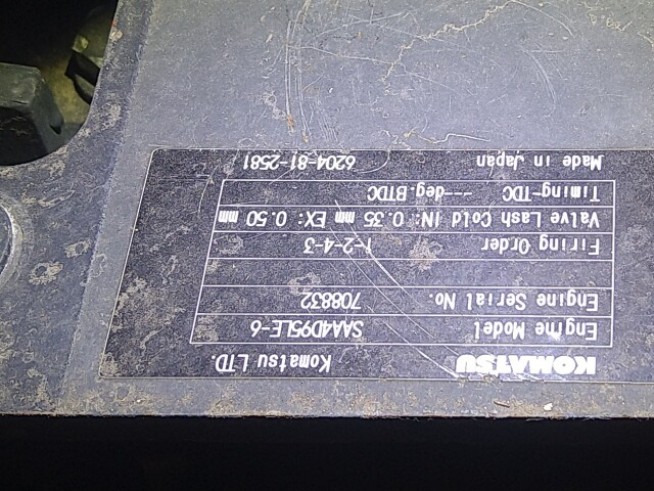 KOMATSU Komatsu LTD.
Engine Model SAA4D95LE-6
Engine Serial No. 708832
Firing Order 1-2-4-3
Valve Lash Cold IN: 0.35 mm EX: 0.50 mm
Timing-TDC ---deg.BTDC
Made in Japan 6204-81-2581